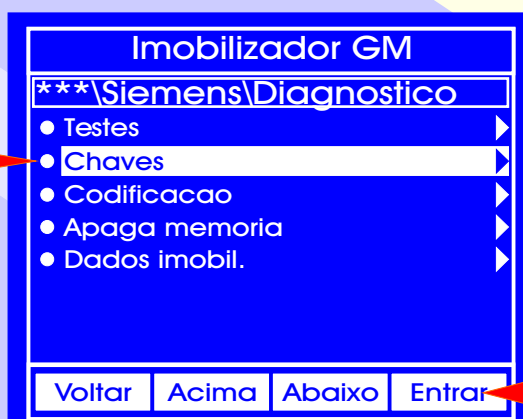 Imobilizador GM
***\Siemens\Diagnostico
Testes
Chaves
Codificacao
Apaga memoria
Dados imobil.
Voltar Acima Abaixo Entrar